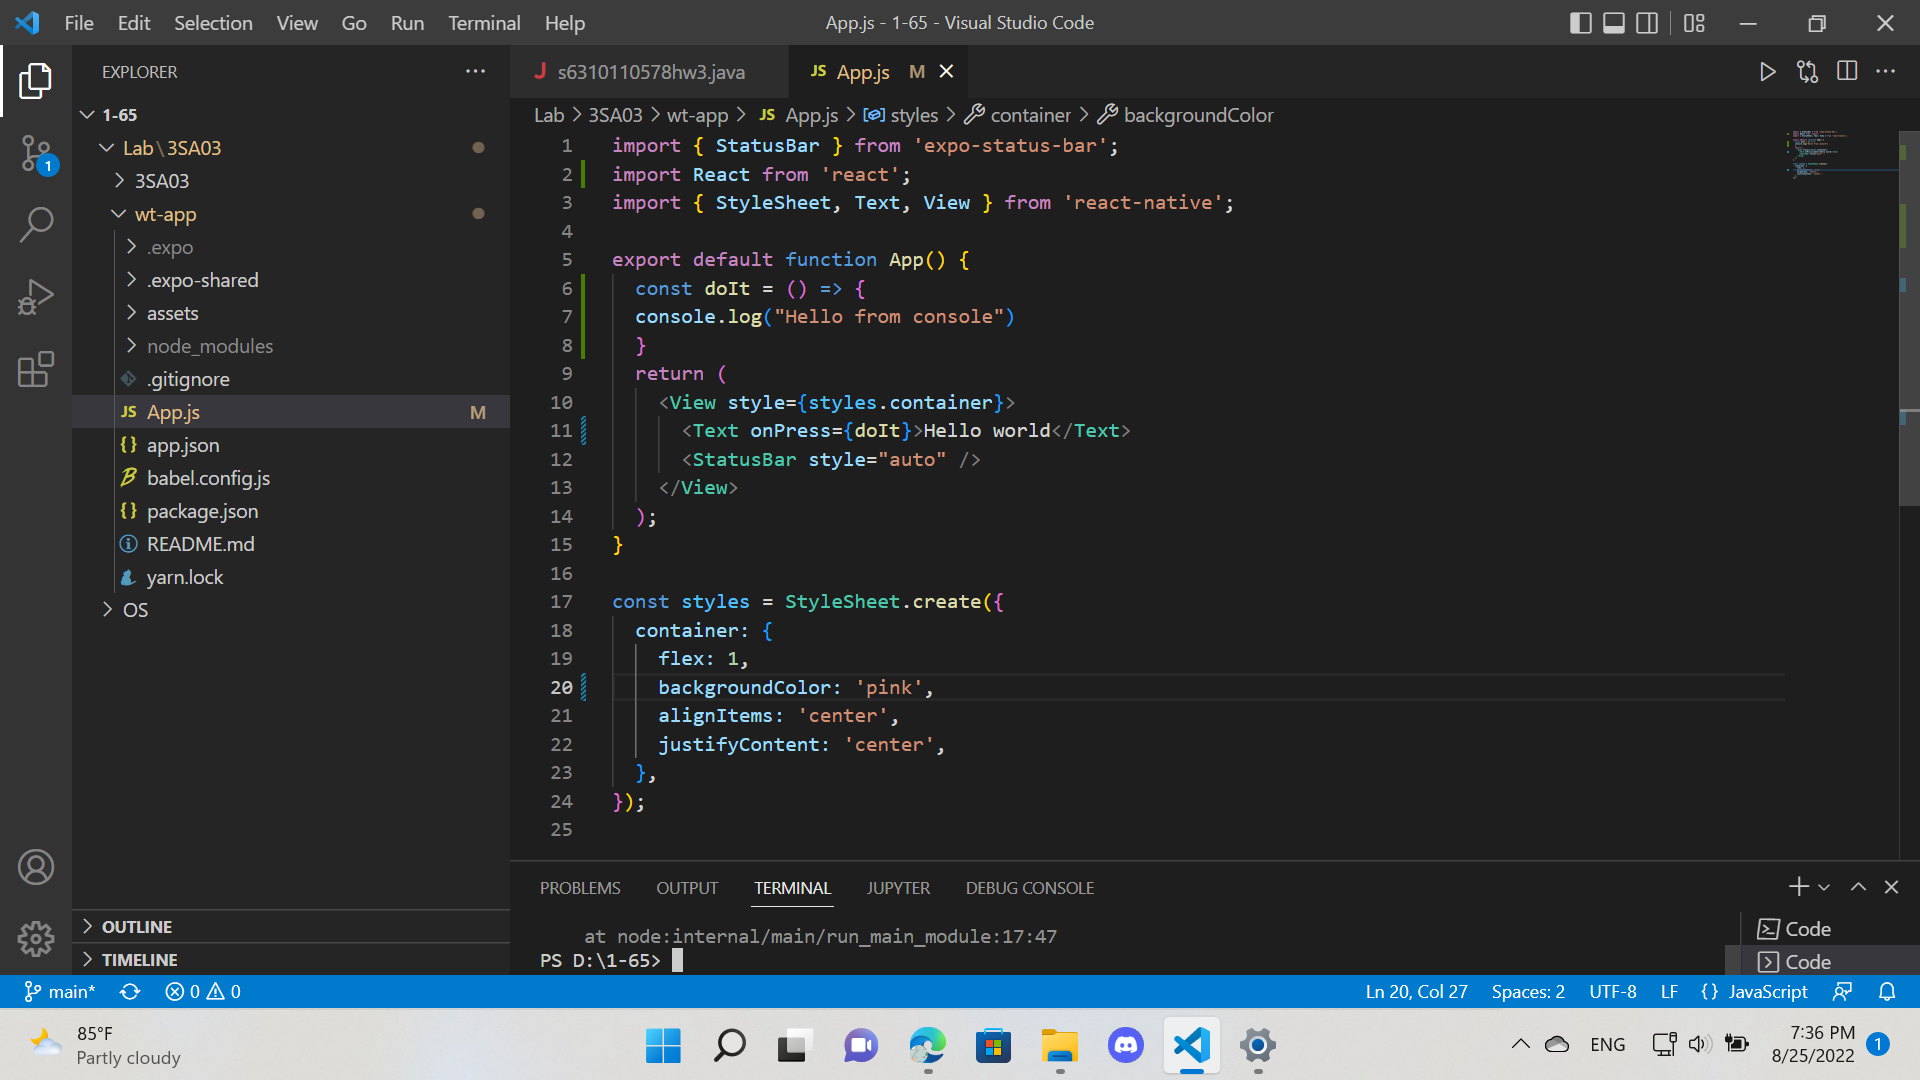 File Edit Selection View Go Run Terminal Help
App.js - 1-65 - Visual Studio Code
EXPLORER
1-65
Lab\3SA03
3SA03
wt-app
.expo
.expo-shared
assets
node_modules
.gitignore
JS App.js M
{} app.json
babel.config.js
{} package.json
README.md
yarn.lock
OS
OUTLINE
TIMELINE
J s6310110578hw3.java
JS App.js M
Lab > 3SA03 > wt-app > JS App.js > styles > container > backgroundColor
1 import { StatusBar } from 'expo-status-bar';
2 import React from 'react';
3 import { StyleSheet, Text, View } from 'react-native';
4
5 export default function App() {
6 const doIt = () => {
7 console.log("Hello from console")
8 }
9 return (
10 <View style={styles.container}>
11 <Text onPress={doIt}>Hello world</Text>
12 <StatusBar style="auto" />
13 </View>
14 );
15 }
16
17 const styles = StyleSheet.create({
18 container: {
19 flex: 1,
20 backgroundColor: 'pink',
21 alignItems: 'center',
22 justifyContent: 'center',
23 },
24 });
25
PROBLEMS OUTPUT TERMINAL JUPYTER DEBUG CONSOLE
at node:internal/main/run_main_module:17:47
PS D:\1-65>
Code
Code
1
main* 0 0
Ln 20, Col 27 Spaces: 2 UTF-8 LF {} JavaScript
85°F
Partly cloudy
ENG
7:36 PM
8/25/2022
1